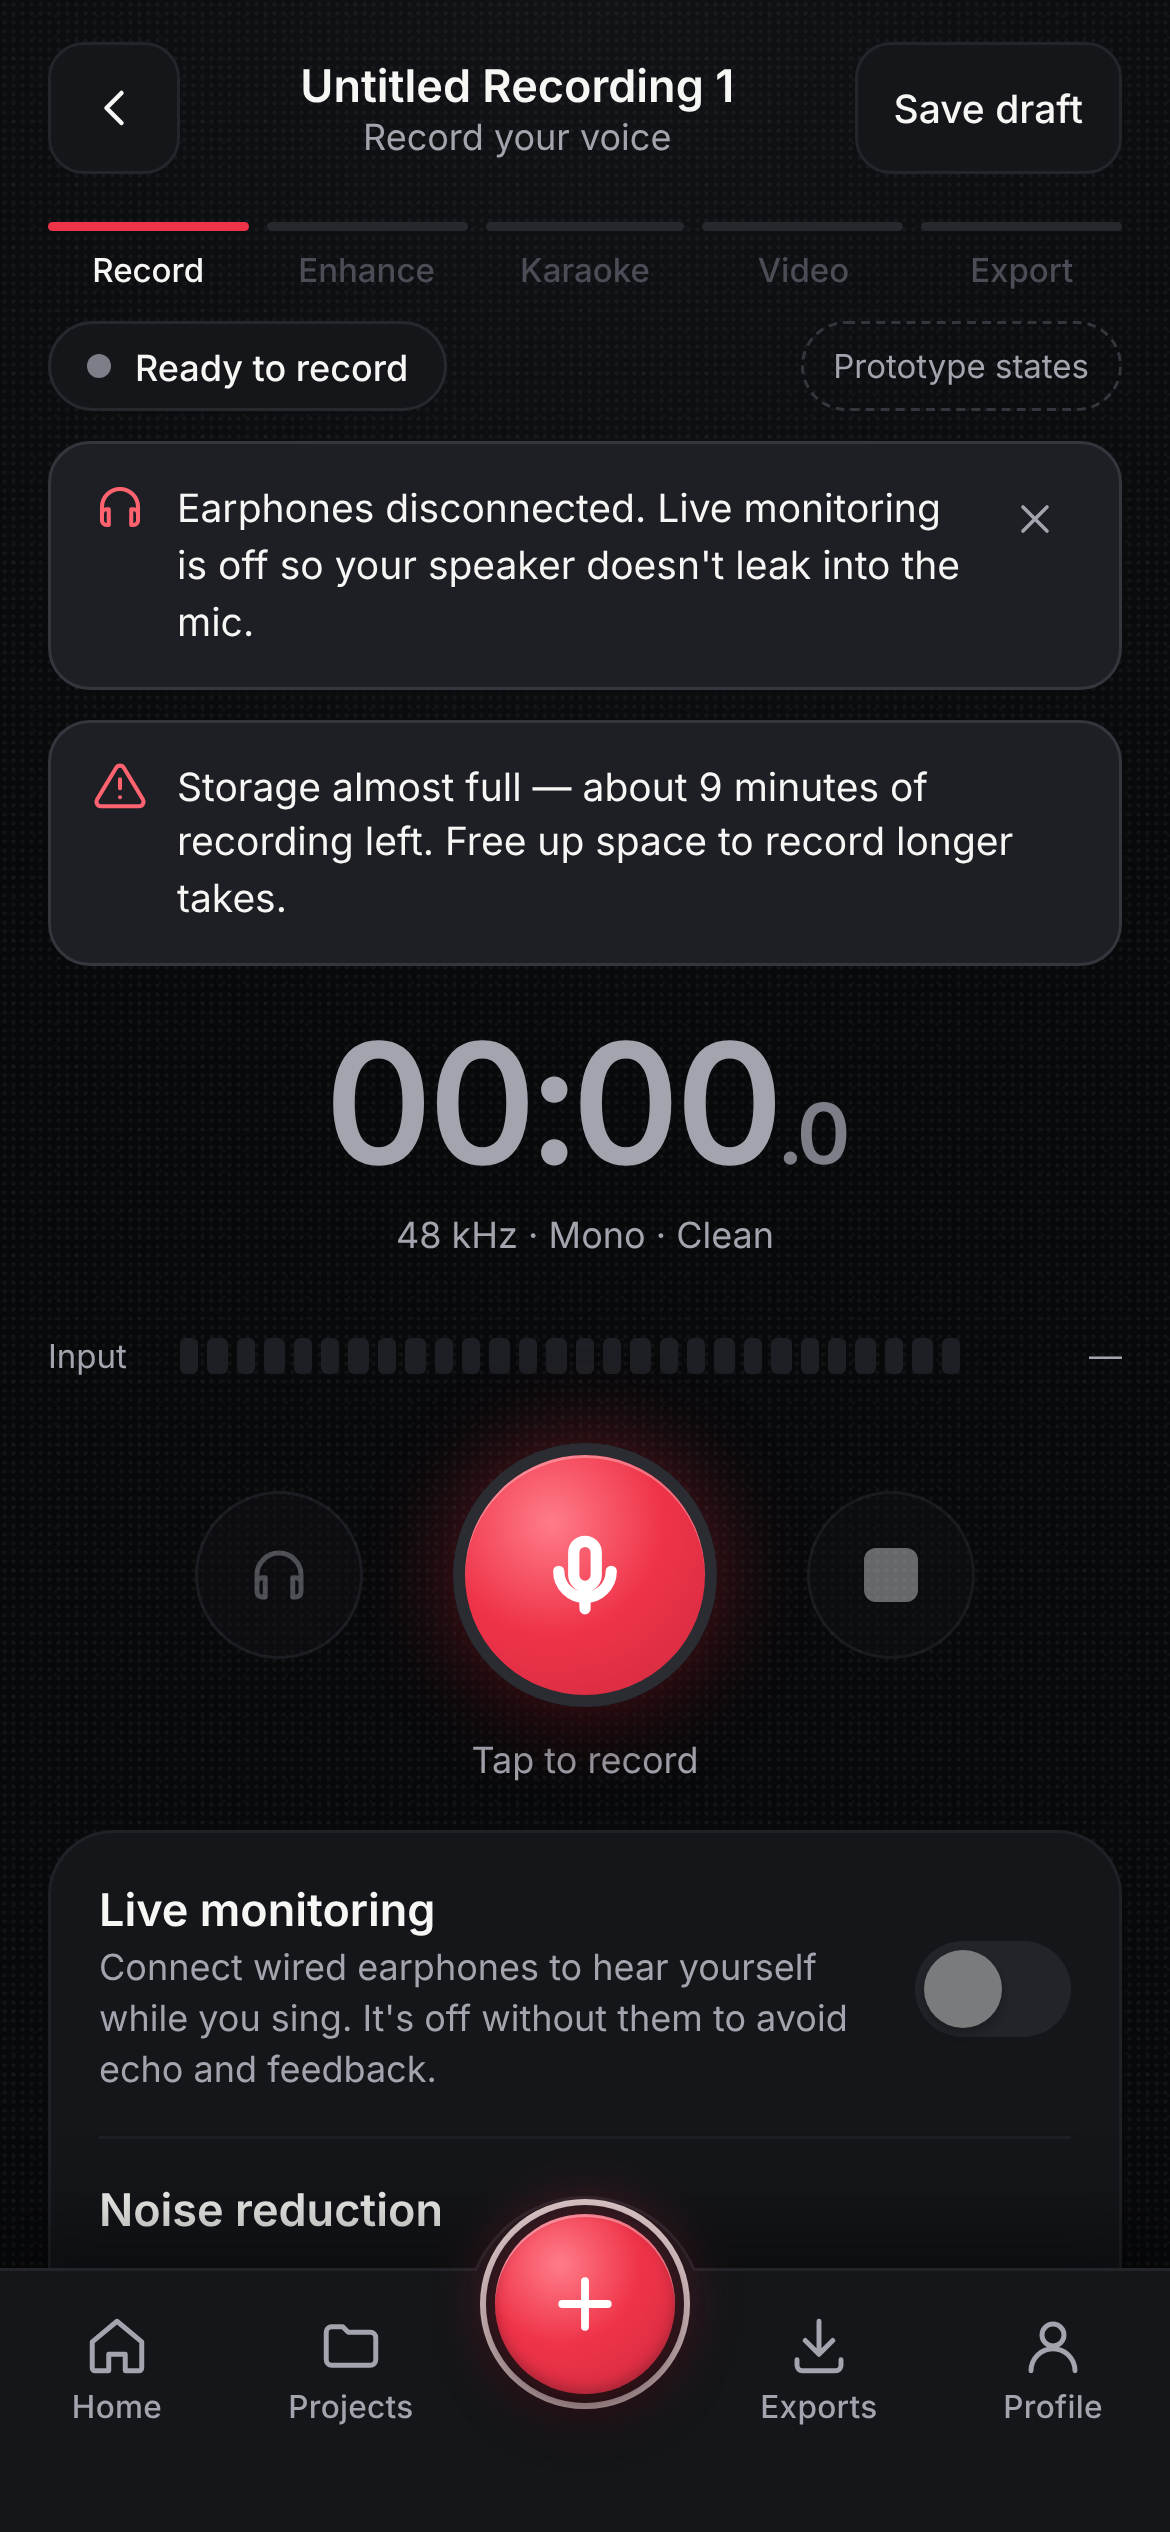 Untitled Recording 1
Record your voice
Save draft
Record
Enhance
Karaoke
Video
Export
Ready to record
Prototype states
Earphones disconnected. Live monitoring
is off so your speaker doesn't leak into the
mic.
Storage almost full — about 9 minutes of
recording left. Free up space to record longer
takes.
00:00.0
48 kHz · Mono · Clean
Input
—
Tap to record
Live monitoring
Connect wired earphones to hear yourself
while you sing. It's off without them to avoid
echo and feedback.
Noise reduction
Home
Projects
Exports
Profile